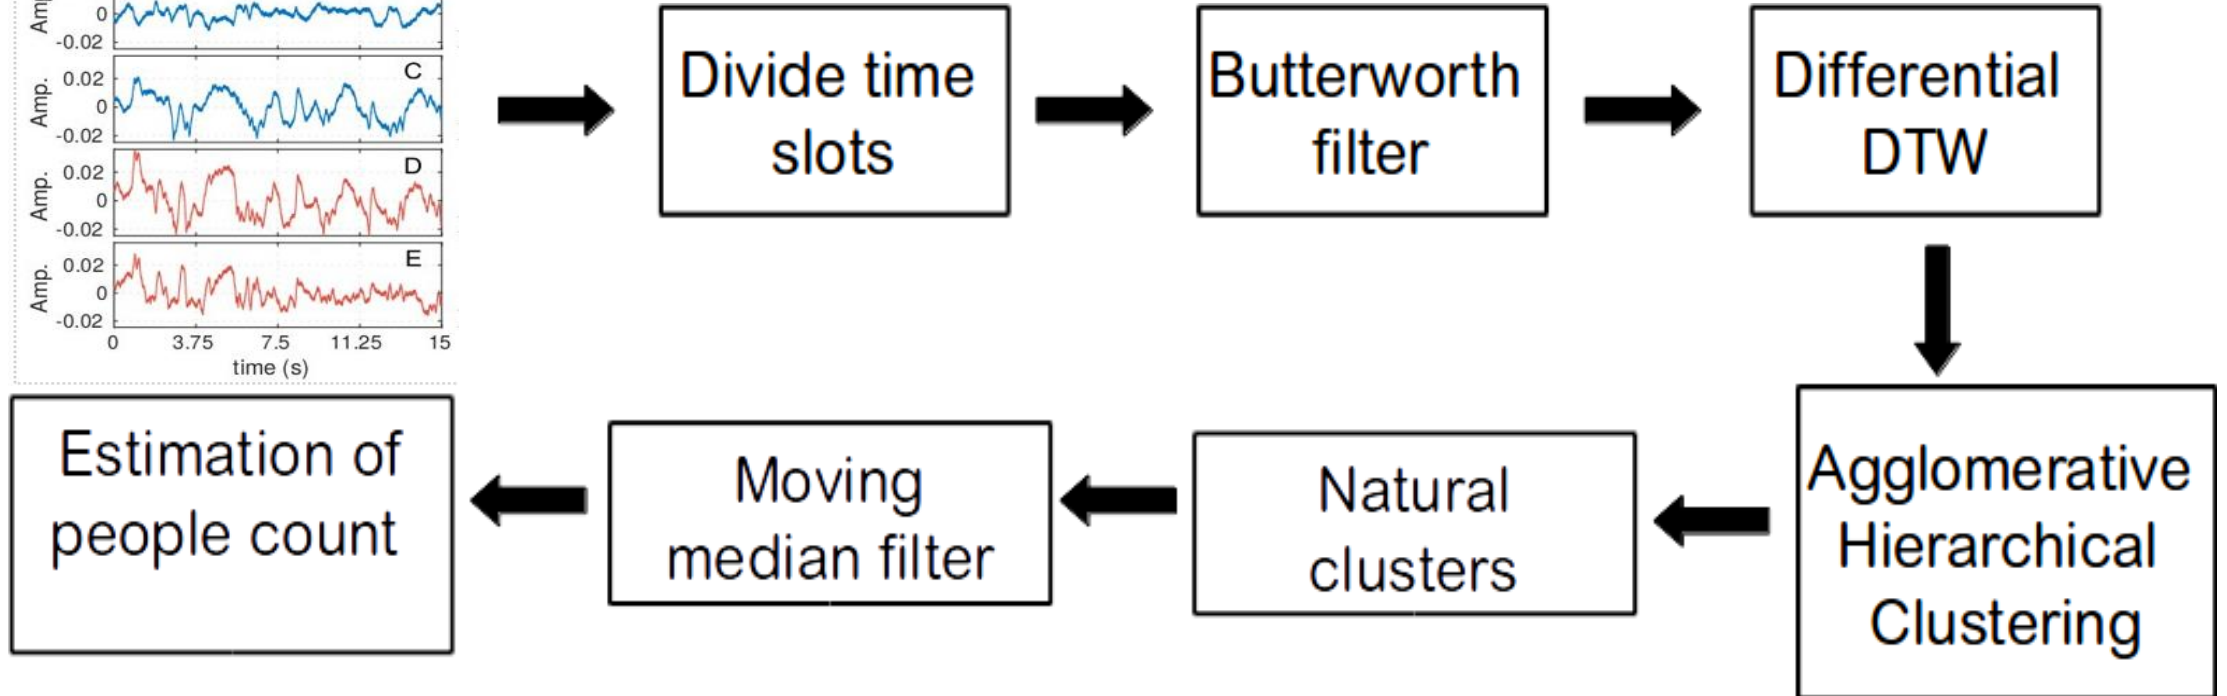 Amp.
0
-0.02
C
Amp.
0.02
0
-0.02
D
Amp.
0.02
0
-0.02
E
Amp.
0.02
0
-0.02
0 3.75 7.5 11.25 15
time (s)
Divide time
slots
Butterworth
filter
Differential
DTW
Agglomerative
Hierarchical
Clustering
Natural
clusters
Moving
median filter
Estimation of
people count